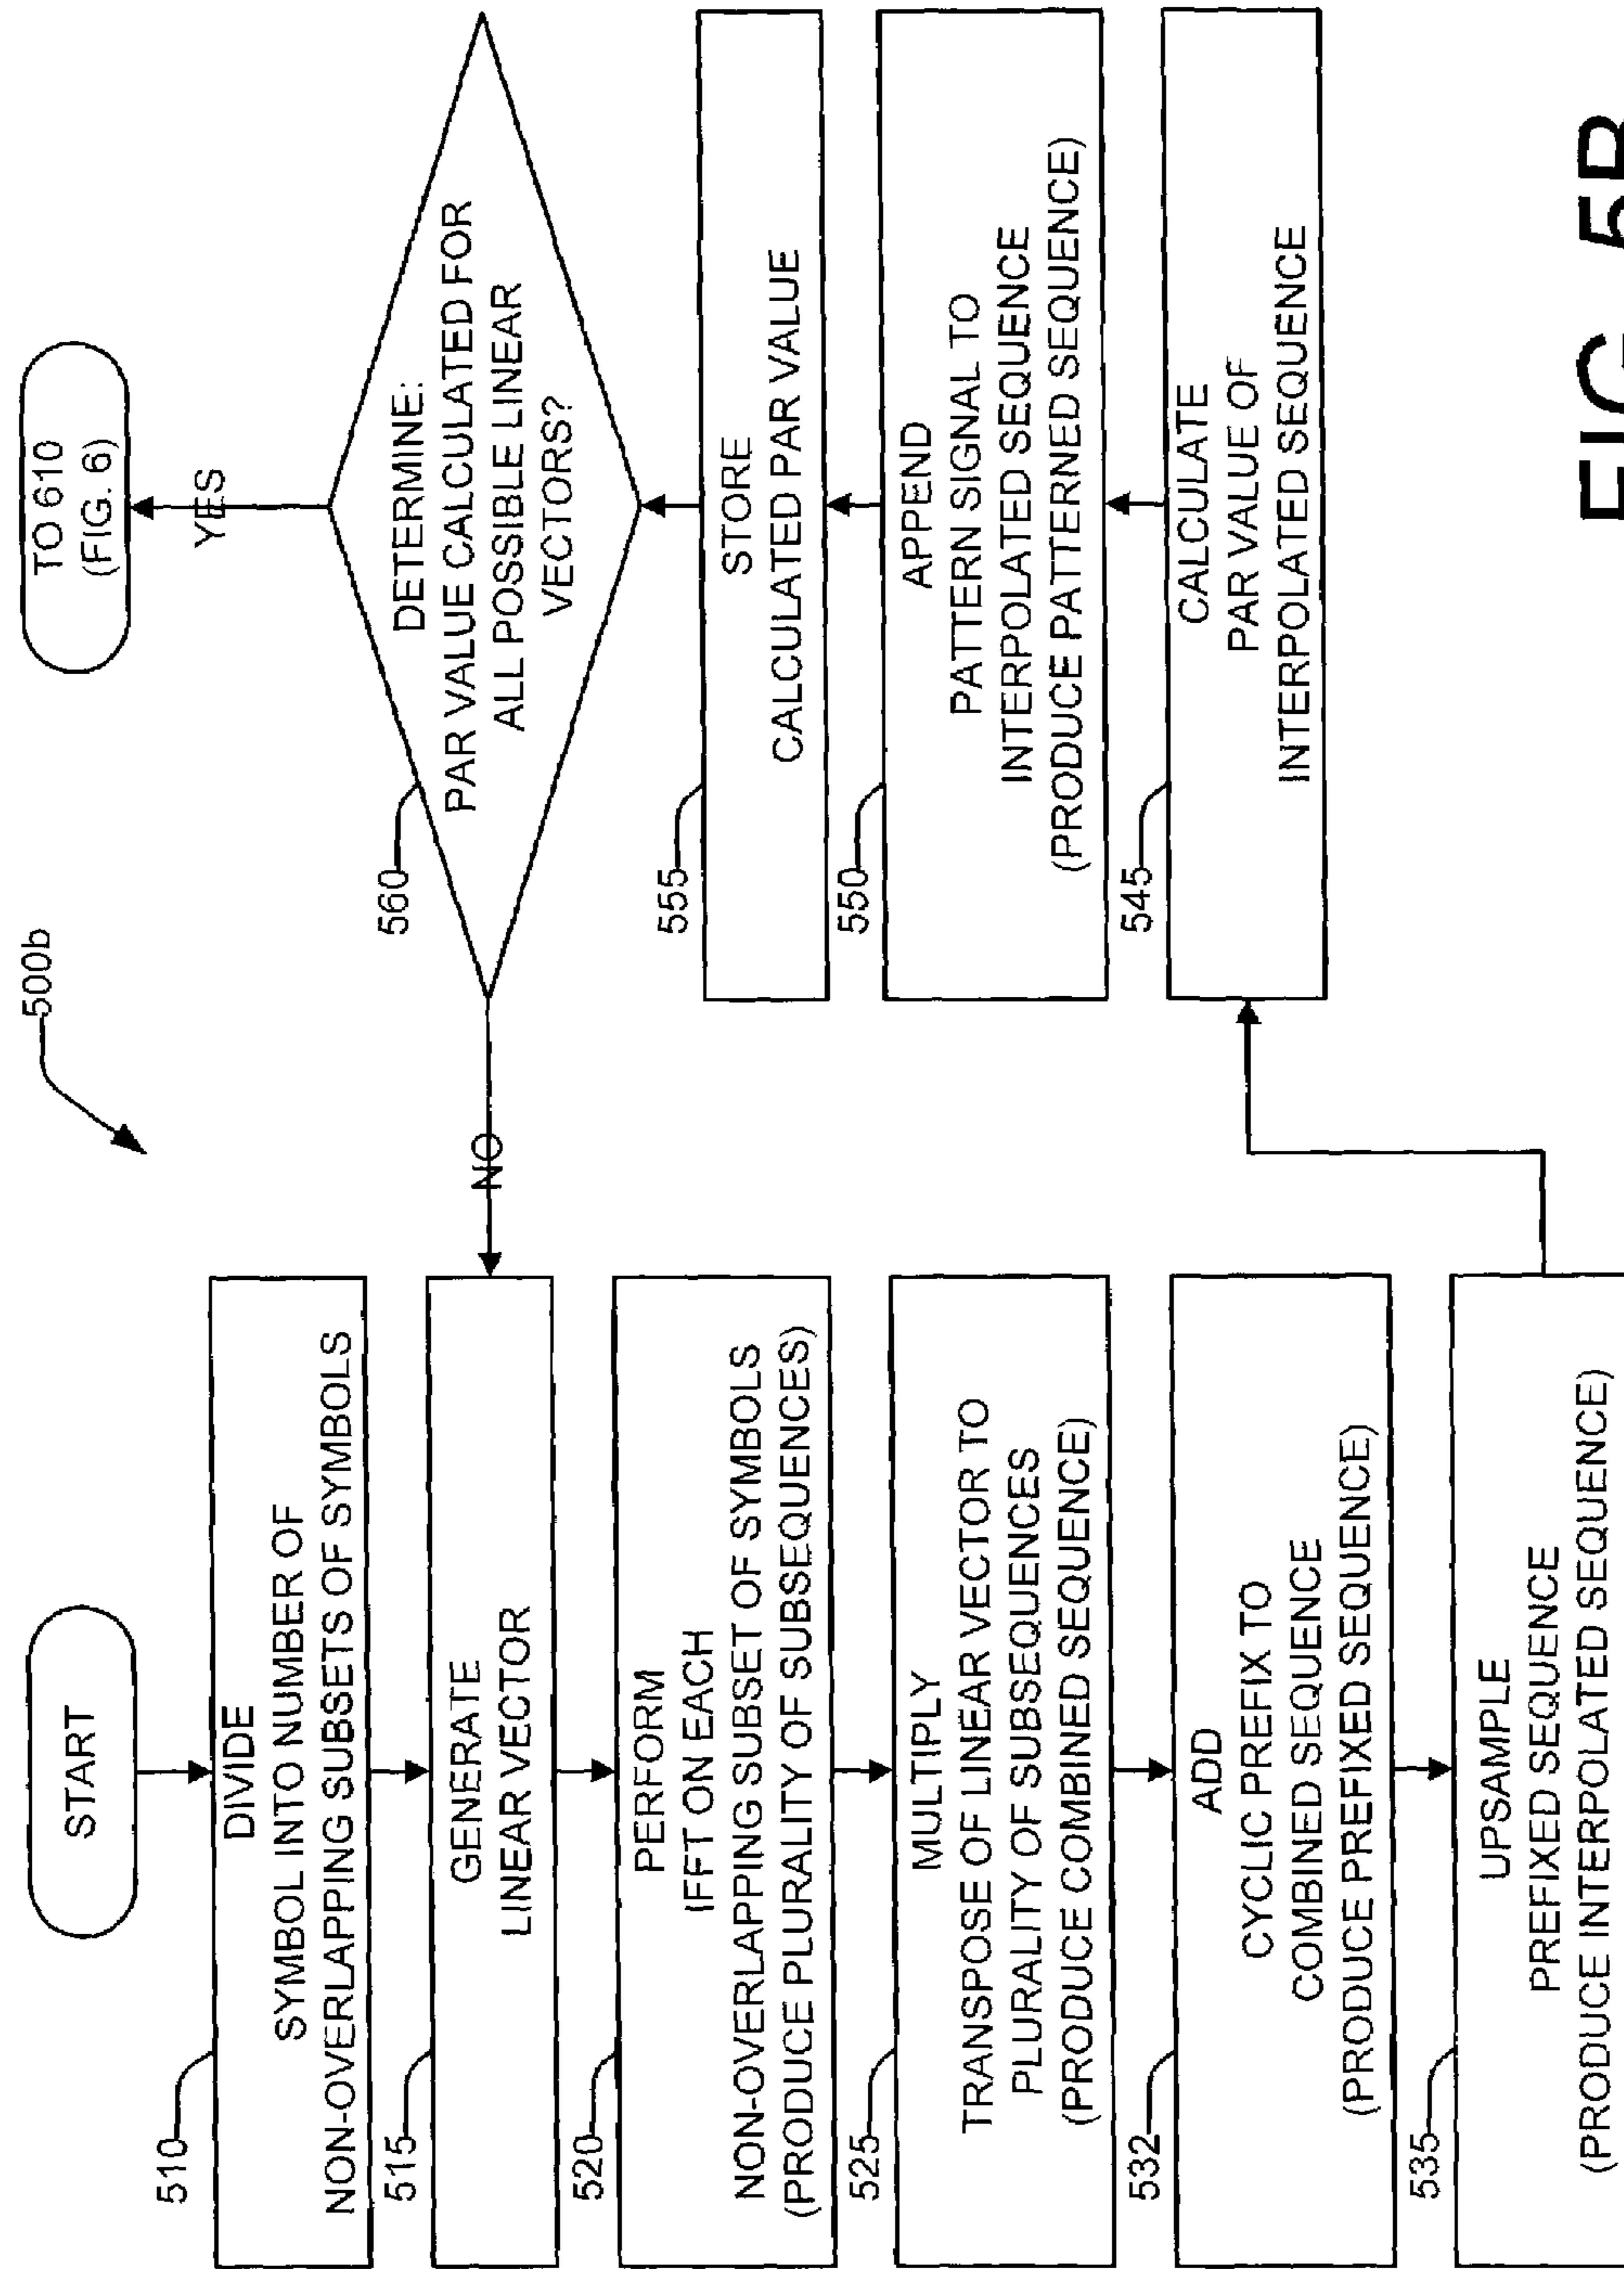 500b
START
510
DIVIDE
SYMBOL INTO NUMBER OF
NON-OVERLAPPING SUBSETS OF SYMBOLS
515
GENERATE
LINEAR VECTOR
520
PERFORM
IFFT ON EACH
NON-OVERLAPPING SUBSET OF SYMBOLS
(PRODUCE PLURALITY OF SUBSEQUENCES)
525
MULTIPLY
TRANSPOSE OF LINEAR VECTOR TO
PLURALITY OF SUBSEQUENCES
(PRODUCE COMBINED SEQUENCE)
532
ADD
CYCLIC PREFIX TO
COMBINED SEQUENCE
(PRODUCE PREFIXED SEQUENCE)
535
UPSAMPLE
PREFIXED SEQUENCE
(PRODUCE INTERPOLATED SEQUENCE)
TO 610
(FIG. 6)
YES
560
DETERMINE:
PAR VALUE CALCULATED FOR
ALL POSSIBLE LINEAR
VECTORS?
NO
555
STORE
CALCULATED PAR VALUE
550
APPEND
PATTERN SIGNAL TO
INTERPOLATED SEQUENCE
(PRODUCE PATTERNED SEQUENCE)
545
CALCULATE
PAR VALUE OF
INTERPOLATED SEQUENCE
FIG. 5B